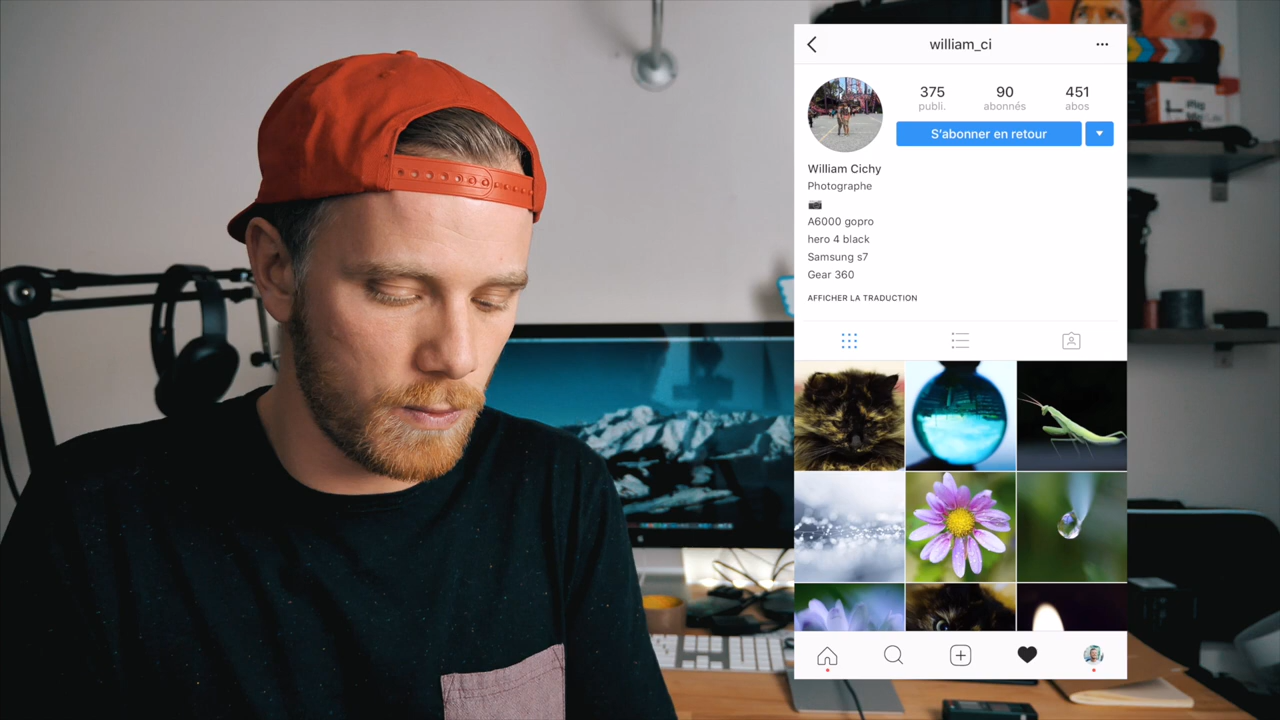 william_ci
375 90 451
publi. abonnés abos
S'abonner en retour
William Cichy
Photographe
A6000 gopro
hero 4 black
Samsung s7
Gear 360
AFFICHER LA TRADUCTION